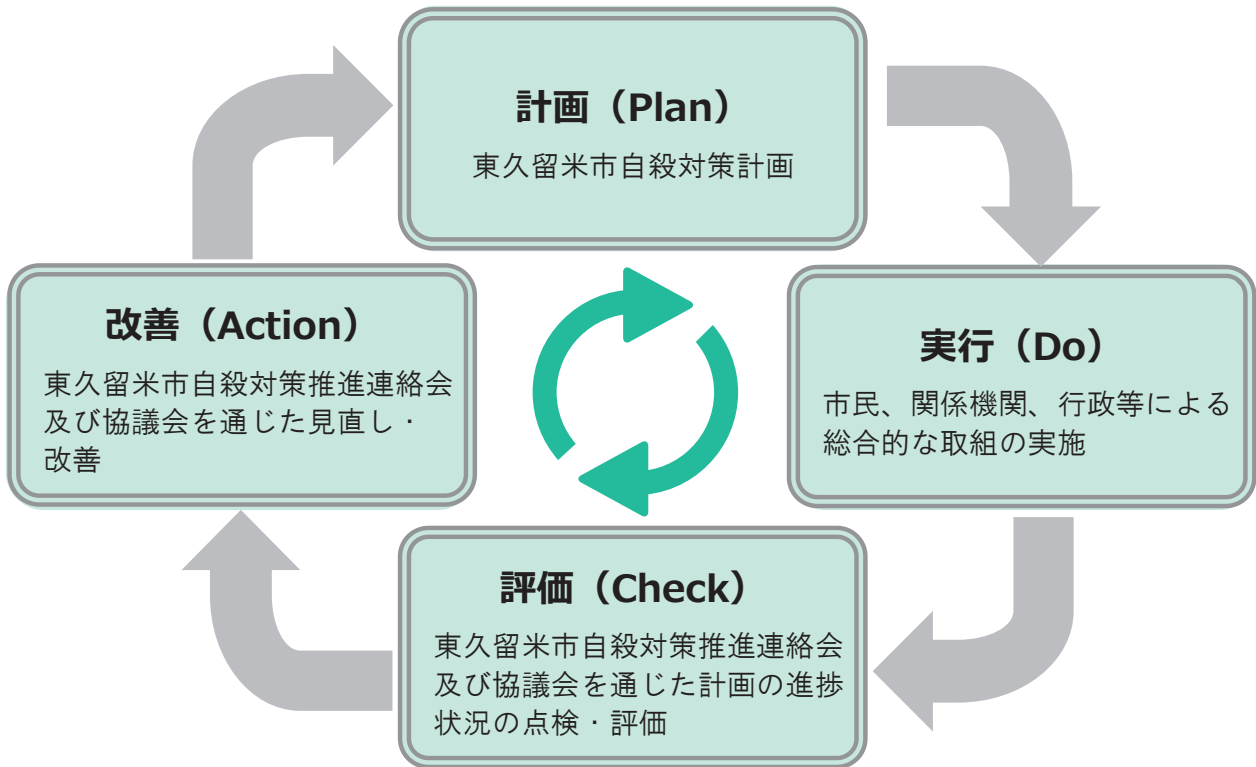 計画（Plan）
東久留米市自殺対策計画
実行（Do）
市民、関係機関、行政等による
総合的な取組の実施
評価（Check）
東久留米市自殺対策推進連絡会
及び協議会を通じた計画の進捗
状況の点検・評価
改善（Action）
東久留米市自殺対策推進連絡会
及び協議会を通じた見直し・
改善